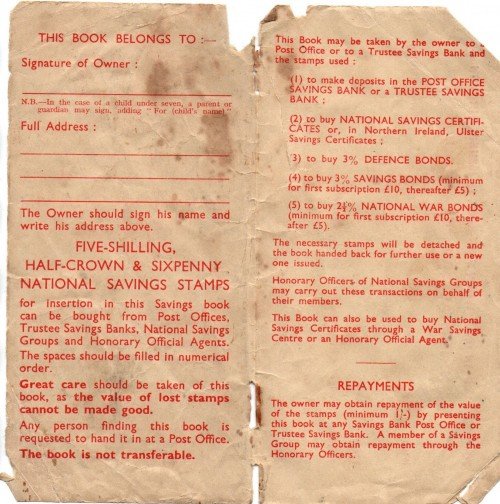 THIS BOOK BELONGS TO :—
Signature of Owner :
N.B.—In the case of a child under seven, a parent or
guardian may sign, adding "For (child's name)"
Full Address :
The Owner should sign his name and
write his address above.
FIVE-SHILLING,
HALF-CROWN & SIXPENNY
NATIONAL SAVINGS STAMPS
for insertion in this Savings book
can be bought from Post Offices,
Trustee Savings Banks, National Savings
Groups and Honorary Official Agents.
The spaces should be filled in numerical
order.
Great care should be taken of this
book, as the value of lost stamps
cannot be made good.
Any person finding this book is
requested to hand it in at a Post Office.
The book is not transferable.
This Book may be taken by the owner to a
Post Office or to a Trustee Savings Bank and
the stamps used :
(1) to make deposits in the POST OFFICE
SAVINGS BANK or a TRUSTEE SAVINGS
BANK ;
(2) to buy NATIONAL SAVINGS CERTIFI-
CATES or, in Northern Ireland, Ulster
Savings Certificates ;
(3) to buy 3% DEFENCE BONDS.
(4) to buy 3% SAVINGS BONDS (minimum
for first subscription £10, thereafter £5) ;
(5) to buy 2½% NATIONAL WAR BONDS
(minimum for first subscription £10, there-
after £5).
The necessary stamps will be detached and
the book handed back for further use or a new
one issued.
Honorary Officers of National Savings Groups
may carry out these transactions on behalf of
their members.
This Book can also be used to buy National
Savings Certificates through a War Savings
Centre or an Honorary Official Agent.
REPAYMENTS
The owner may obtain repayment of the value
of the stamps (minimum 1/-) by presenting
this book at any Savings Bank Post Office or
Trustee Savings Bank. A member of a Savings
Group may obtain repayment through the
Honorary Officers.